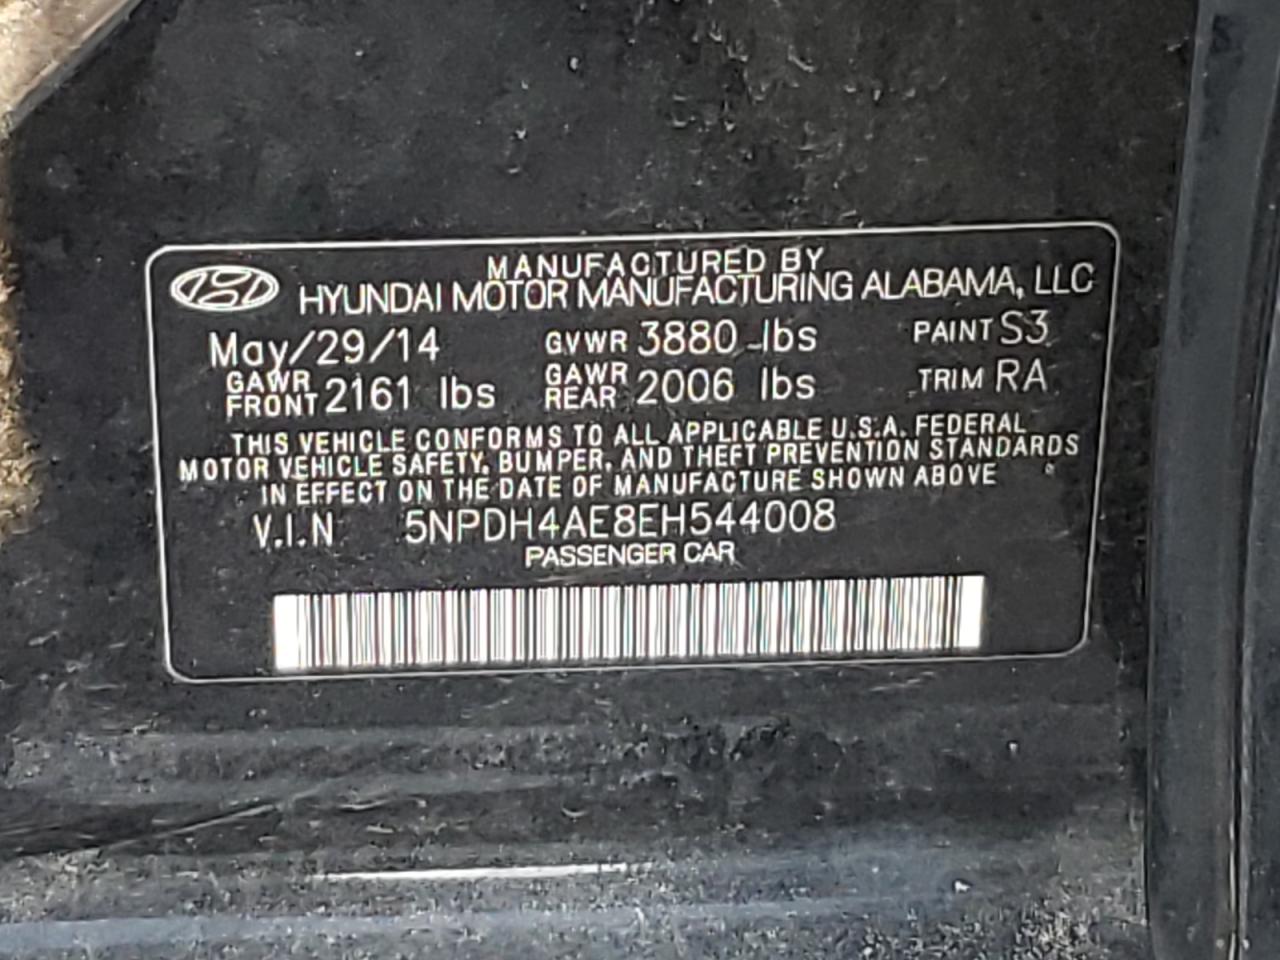 MANUFACTURED BY
HYUNDAI MOTOR MANUFACTURING ALABAMA, LLC
May/29/14 GVWR 3880 lbs PAINT S3
GAWR FRONT 2161 lbs GAWR REAR 2006 lbs TRIM RA
THIS VEHICLE CONFORMS TO ALL APPLICABLE U.S.A. FEDERAL
MOTOR VEHICLE SAFETY, BUMPER, AND THEFT PREVENTION STANDARDS
IN EFFECT ON THE DATE OF MANUFACTURE SHOWN ABOVE
V.I.N 5NPDH4AE8EH544008
PASSENGER CAR